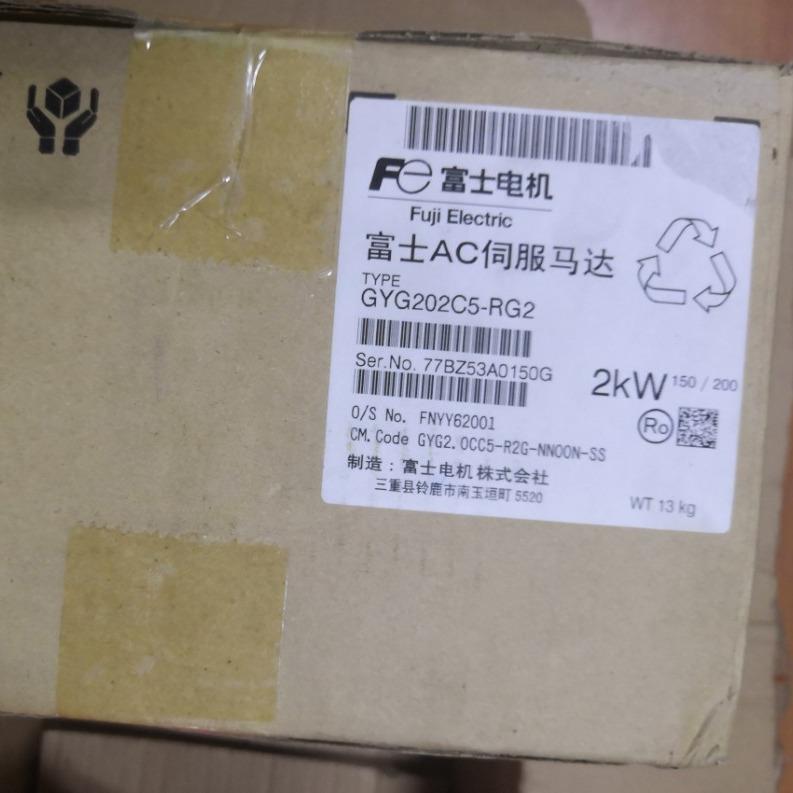 Fe 富士电机
Fuji Electric
富士AC伺服马达
TYPE
GYG202C5-RG2
Ser.No. 77BZ53A0150G
2kW 150 / 200
Ro
O/S No. FNYY62001
CM.Code GYG2.0CC5-R2G-NN00N-SS
制造：富士电机株式会社
三重县铃鹿市南玉垣町 5520
WT 13 kg